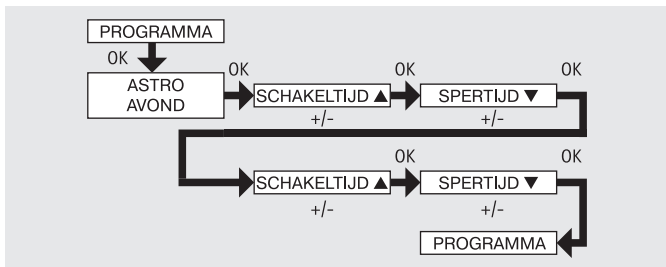 PROGRAMMA
OK
ASTRO
AVOND
OK
SCHAKELTIJD ▲
+/-
OK
SPERTIJD ▼
+/-
OK
SCHAKELTIJD ▲
+/-
OK
SPERTIJD ▼
+/-
OK
PROGRAMMA